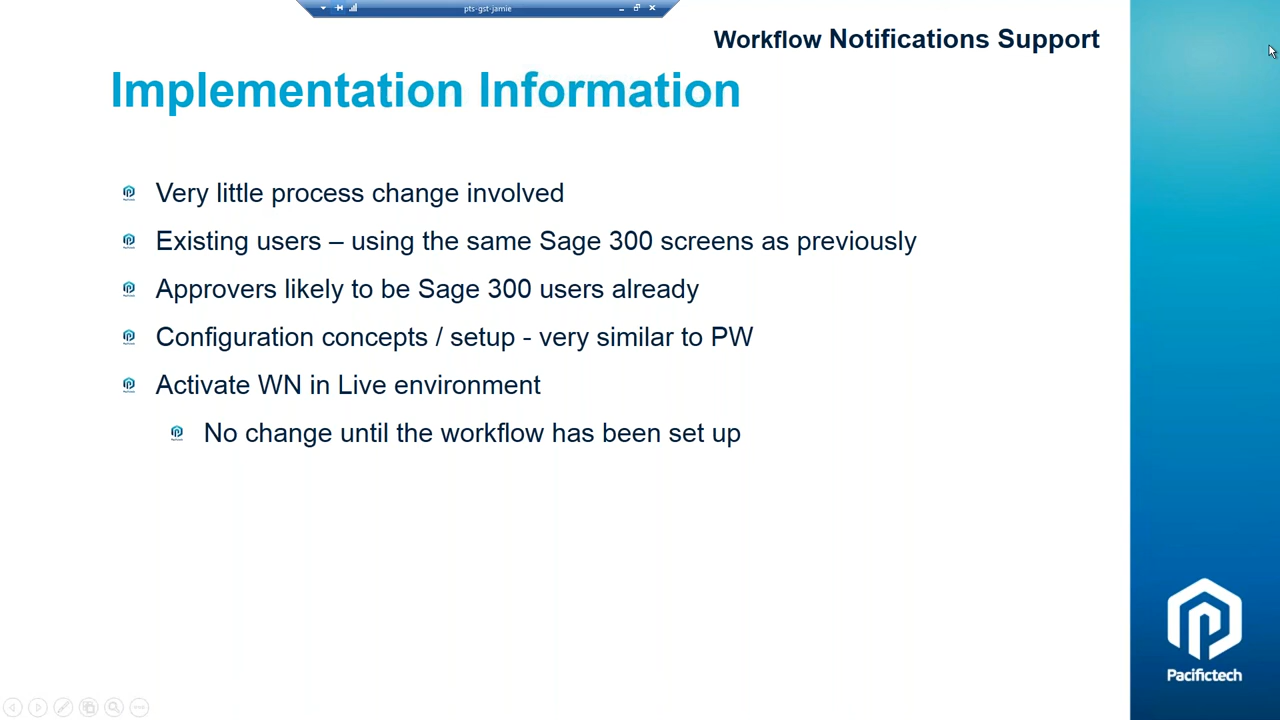 pts-gst-jamie
Workflow Notifications Support
Implementation Information
Very little process change involved
Existing users – using the same Sage 300 screens as previously
Approvers likely to be Sage 300 users already
Configuration concepts / setup - very similar to PW
Activate WN in Live environment
No change until the workflow has been set up
Pacifictech